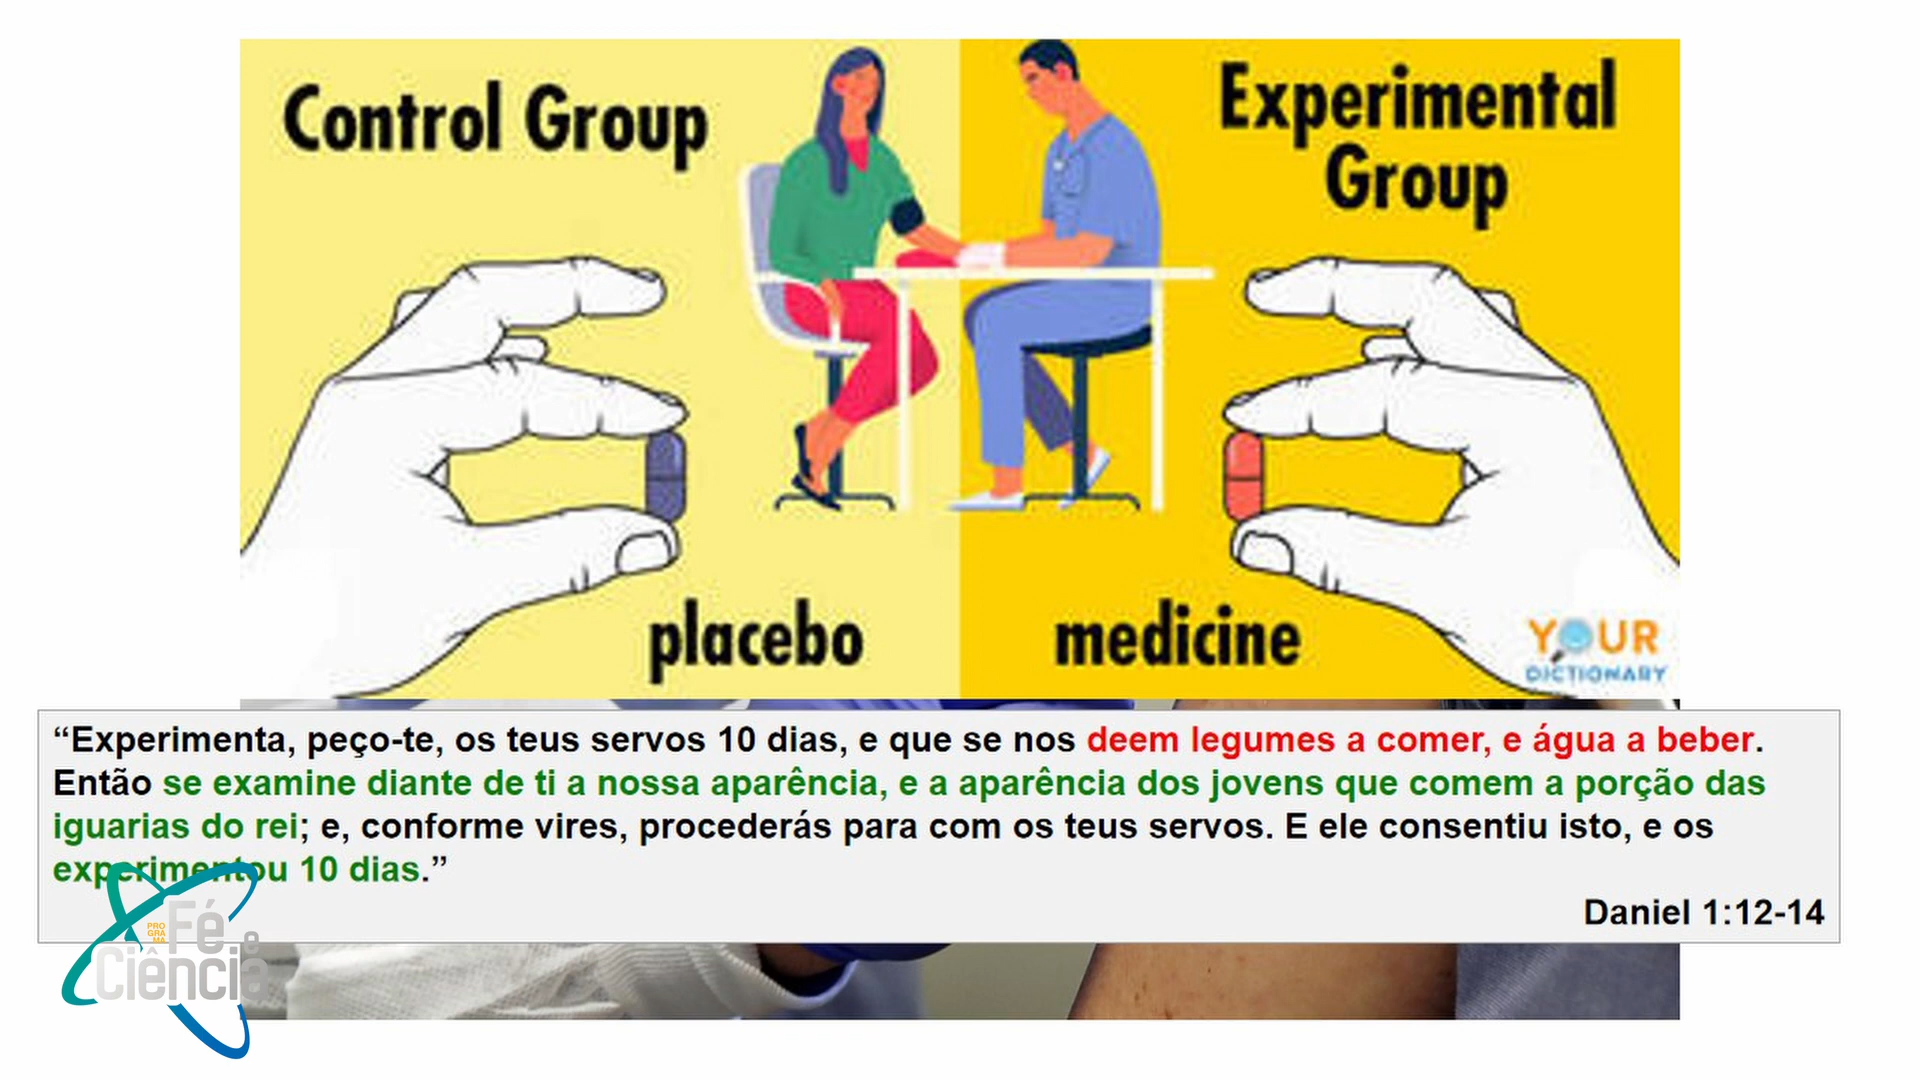 Control Group
Experimental
Group
placebo
medicine
YOUR
DICTIONARY
“Experimenta, peço-te, os teus servos 10 dias, e que se nos deem legumes a comer, e água a beber.
Então se examine diante de ti a nossa aparência, e a aparência dos jovens que comem a porção das
iguarias do rei; e, conforme vires, procederás para com os teus servos. E ele consentiu isto, e os
experimentou 10 dias.”
Daniel 1:12-14
PRO
GRA
MA
Fé e
Ciência